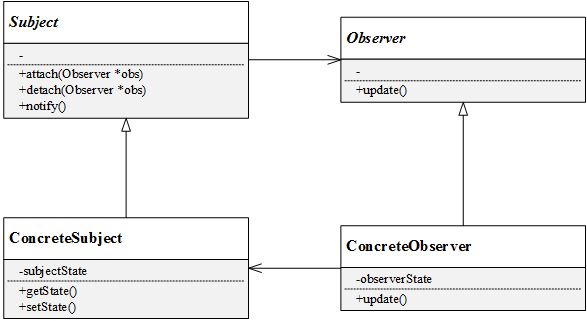 Subject
-
+attach(Observer *obs)
+detach(Observer *obs)
+notify()
Observer
-
+update()
ConcreteSubject
-subjectState
+getState()
+setState()
ConcreteObserver
-observerState
+update()